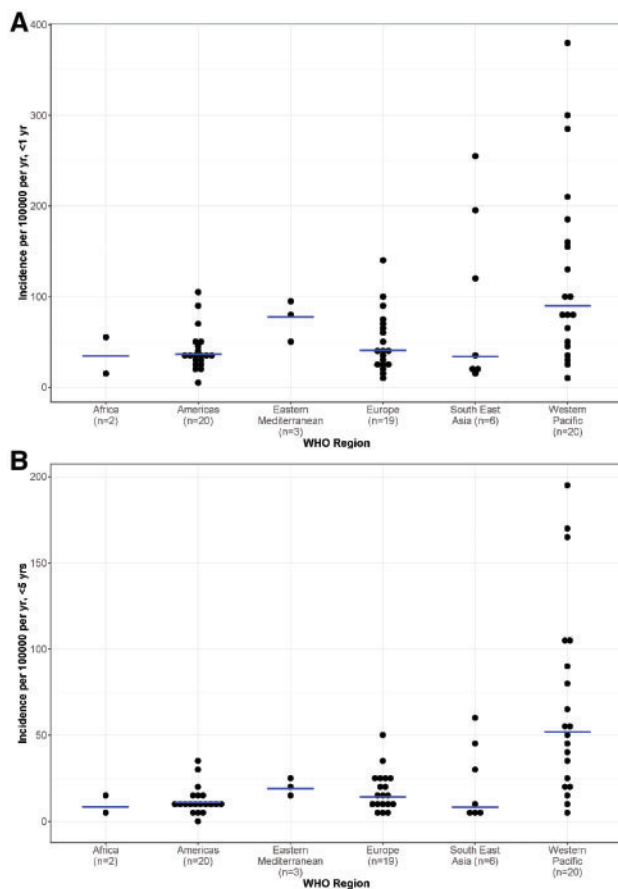 A
Incidence per 100000 per yr, <1 yr
400
300
200
100
0
Africa
(n=2)
Americas
(n=20)
Eastern
Mediterranean
(n=3)
Europe
(n=19)
South East
Asia (n=6)
Western
Pacific
(n=20)
WHO Region
B
Incidence per 100000 per yr, <5 yrs
200
150
100
50
0
Africa
(n=2)
Americas
(n=20)
Eastern
Mediterranean
(n=3)
Europe
(n=19)
South East
Asia (n=6)
Western
Pacific
(n=20)
WHO Region